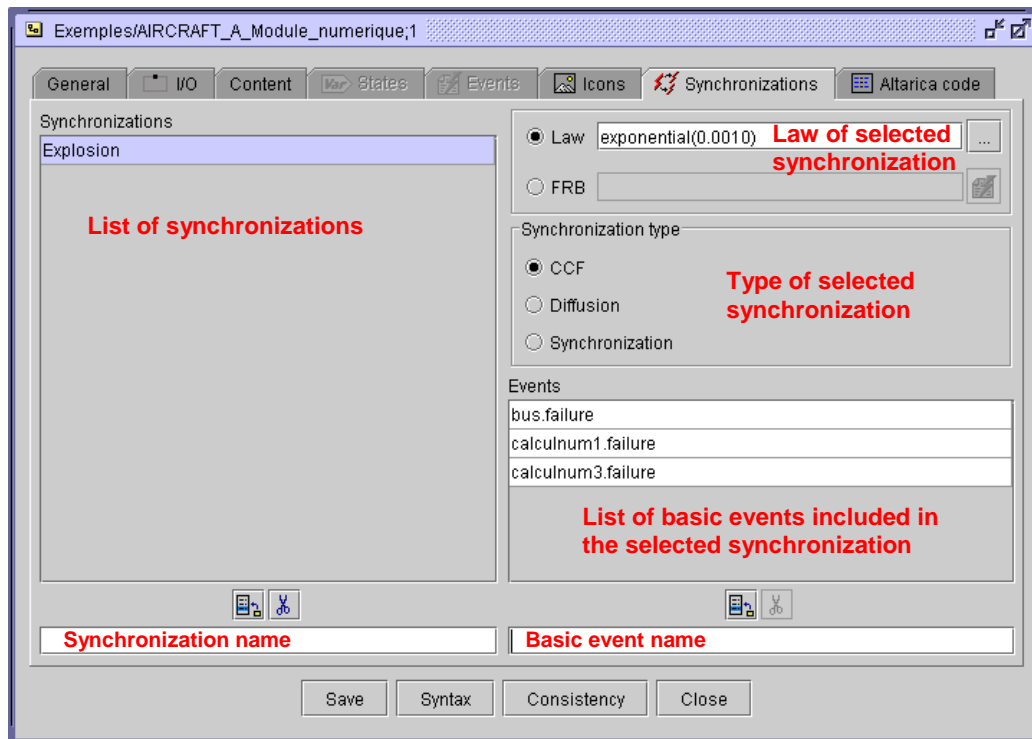 Exemples/AIRCRAFT_A_Module_numerique;1
General I/O Content Var States Events Icons Synchronizations Altarica code
Synchronizations
Explosion
List of synchronizations
Law exponential(0.0010) ...
Law of selected
synchronization
FRB
Synchronization type
CCF
Diffusion
Synchronization
Type of selected
synchronization
Events
bus.failure
calculnum1.failure
calculnum3.failure
List of basic events included in
the selected synchronization
Synchronization name
Basic event name
Save Syntax Consistency Close